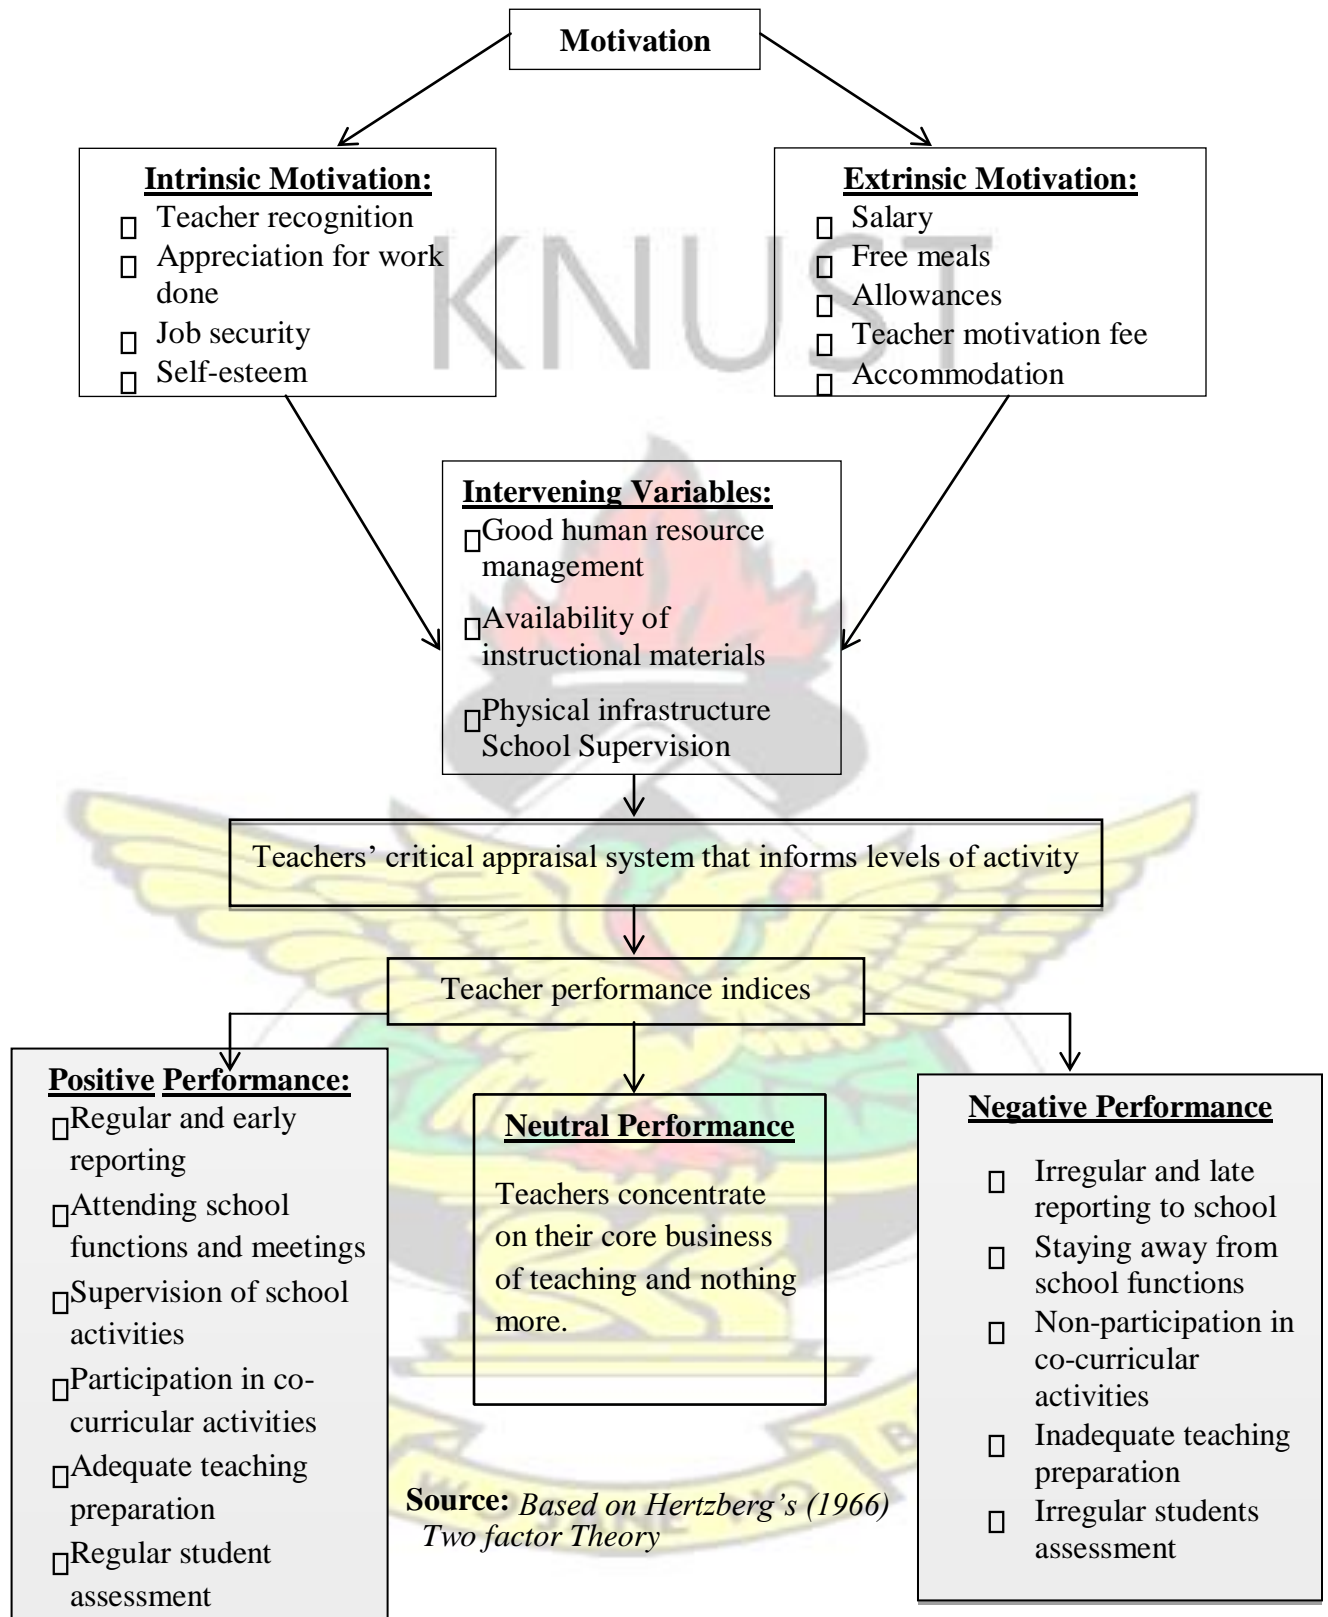 Motivation
Intrinsic Motivation:
Teacher recognition
Appreciation for work
done
Job security
Self-esteem
Extrinsic Motivation:
Salary
Free meals
Allowances
Teacher motivation fee
Accommodation
KNUST
Intervening Variables:
Good human resource
management
Availability of
instructional materials
Physical infrastructure
School Supervision
Teachers’ critical appraisal system that informs levels of activity
Teacher performance indices
Positive Performance:
Regular and early
reporting
Attending school
functions and meetings
Supervision of school
activities
Participation in co-
curricular activities
Adequate teaching
preparation
Regular student
assessment
Neutral Performance
Teachers concentrate
on their core business
of teaching and nothing
more.
Negative Performance
Irregular and late
reporting to school
Staying away from
school functions
Non-participation in
co-curricular
activities
Inadequate teaching
preparation
Irregular students
assessment
Source: Based on Hertzberg’s (1966)
Two factor Theory